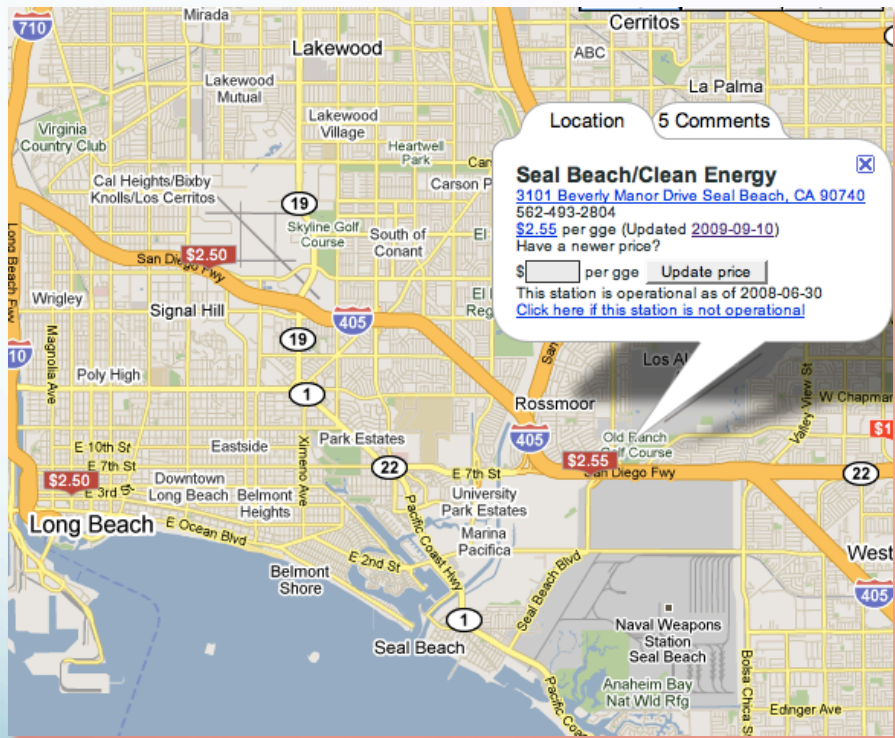 710
Mirada
Cerritos
Lakewood
ABC
Lakewood
Mutual
La Palma
Lakewood
Village
Virginia
Country Club
Heartwell
Park
Cal Heights/Bixby
Knolls/Los Cerritos
Carson
19
Skyline Golf
Course
South of
Conant
Long Beach Fwy
$2.50
San Diego Fwy
Wrigley
Signal Hill
405
19
10
Magnolia Ave
Poly High
1
Location
5 Comments
Seal Beach/Clean Energy
3101 Beverly Manor Drive Seal Beach, CA 90740
562-493-2804
$2.55 per gge (Updated 2009-09-10)
Have a newer price?
$ per gge Update price
This station is operational as of 2008-06-30
Click here if this station is not operational
Rossmoor
Valley View St
405
Old Ranch
Golf Course
$2.55
San Diego Fwy
22
E 10th St
Eastside
Ximeno Ave
Park Estates
22
E 7th St
E 7th St
$2.50
E 3rd St
Downtown
Long Beach
Belmont
Heights
University
Park Estates
Long Beach
E Ocean Blvd
Pacific Coast Hwy
Marina
Pacifica
E 2nd St
Belmont
Shore
Seal Beach Blvd
West
405
1
Seal Beach
Naval Weapons
Station
Seal Beach
Anaheim Bay
Nat Wld Rfg
Bolsa Chica St
Edinger Ave
Pacific